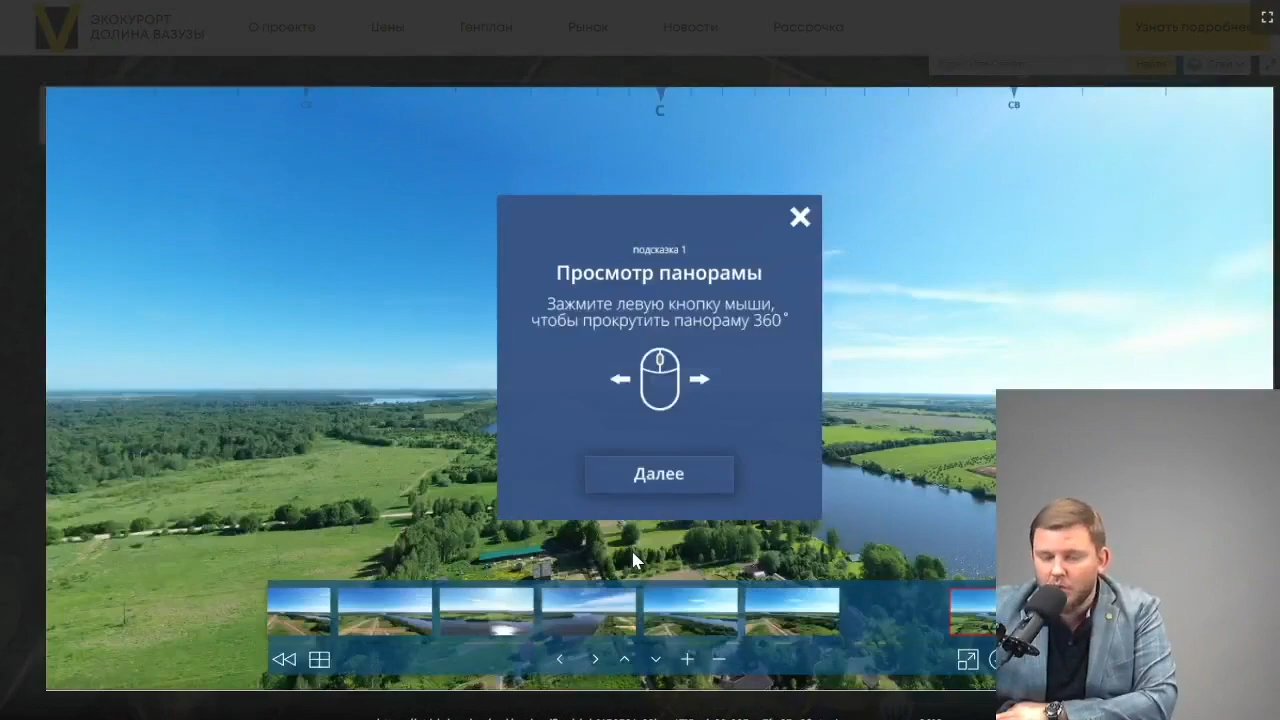 ЭКОКУРОРТ
ДОЛИНА ВАЗУЗЫ
О проекте
Цены
Генплан
Рынок
Новости
Рассрочка
Узнать подробнее
Найти
С
СВ
подсказка 1
Просмотр панорамы
Зажмите левую кнопку мыши,
чтобы прокрутить панораму 360°
Далее